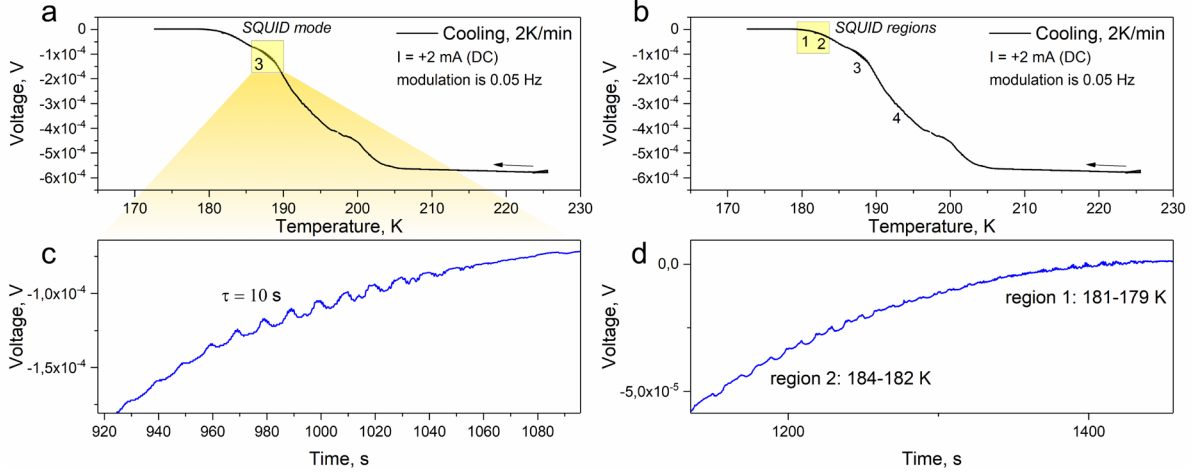 a
SQUID mode
Cooling, 2K/min
I = +2 mA (DC)
modulation is 0.05 Hz
3
0
-1x10⁻⁴
-2x10⁻⁴
-3x10⁻⁴
-4x10⁻⁴
-5x10⁻⁴
-6x10⁻⁴
Voltage, V
170 180 190 200 210 220 230
Temperature, K
b
SQUID regions
Cooling, 2K/min
I = +2 mA (DC)
modulation is 0.05 Hz
1 2
3
4
0
-1x10⁻⁴
-2x10⁻⁴
-3x10⁻⁴
-4x10⁻⁴
-5x10⁻⁴
-6x10⁻⁴
Voltage, V
170 180 190 200 210 220 230
Temperature, K
c
τ = 10 s
-1,0x10⁻⁴
-1,5x10⁻⁴
Voltage, V
920 940 960 980 1000 1020 1040 1060 1080
Time, s
d
0,0
region 1: 181-179 K
region 2: 184-182 K
-5,0x10⁻⁵
Voltage, V
1200 1400
Time, s